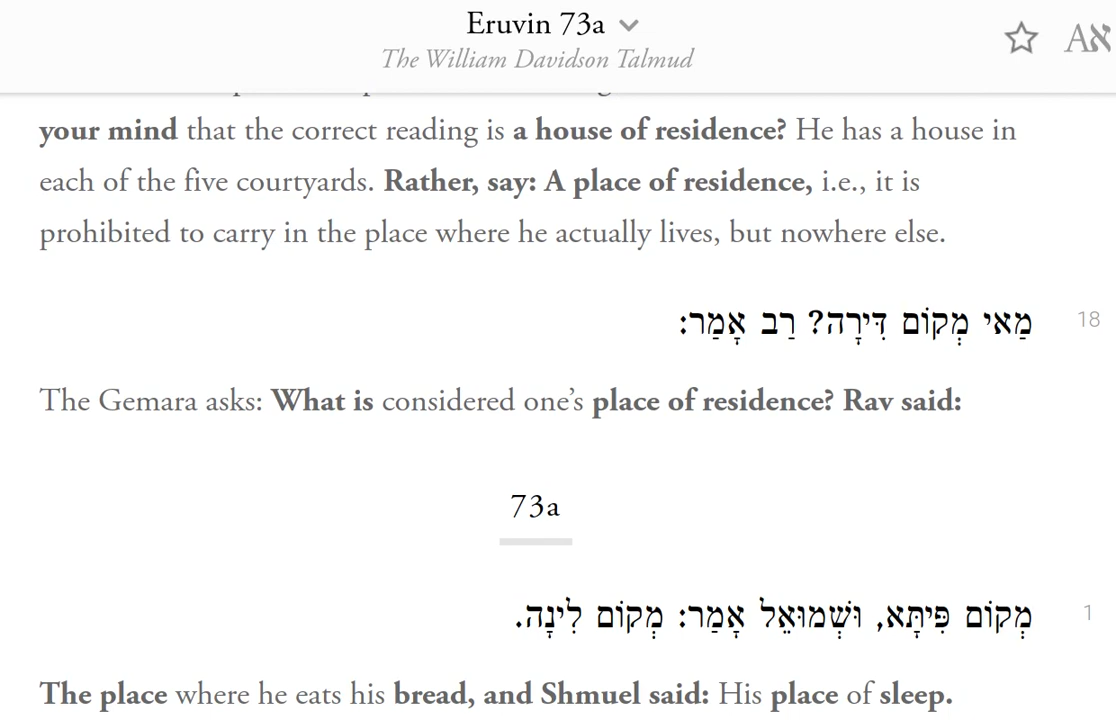 Eruvin 73a
The William Davidson Talmud
your mind that the correct reading is a house of residence? He has a house in
each of the five courtyards. Rather, say: A place of residence, i.e., it is
prohibited to carry in the place where he actually lives, but nowhere else.
מַאי מְקוֹם דִּירָה? רַב אָמַר:
18
The Gemara asks: What is considered one’s place of residence? Rav said:
73a
מְקוֹם פִּיתָּא, וּשְׁמוּאֵל אָמַר: מְקוֹם לִינָה.
1
The place where he eats his bread, and Shmuel said: His place of sleep.